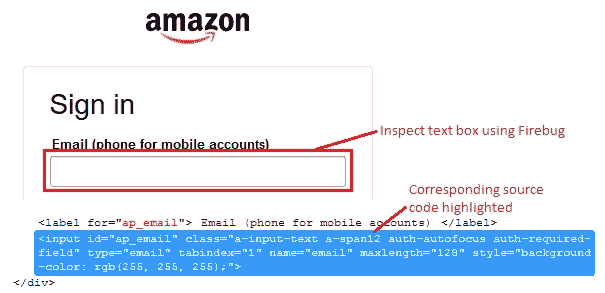 amazon
Sign in
Email (phone for mobile accounts)
Inspect text box using Firebug
Corresponding source
code highlighted
<label for="ap_email"> Email (phone for mobile accounts) </label>
<input id="ap_email" class="a-input-text a-span12 auth-autofocus auth-required-
field" type="email" tabindex="1" name="email" maxlength="128" style="background
-color: rgb(255, 255, 255);">
</div>